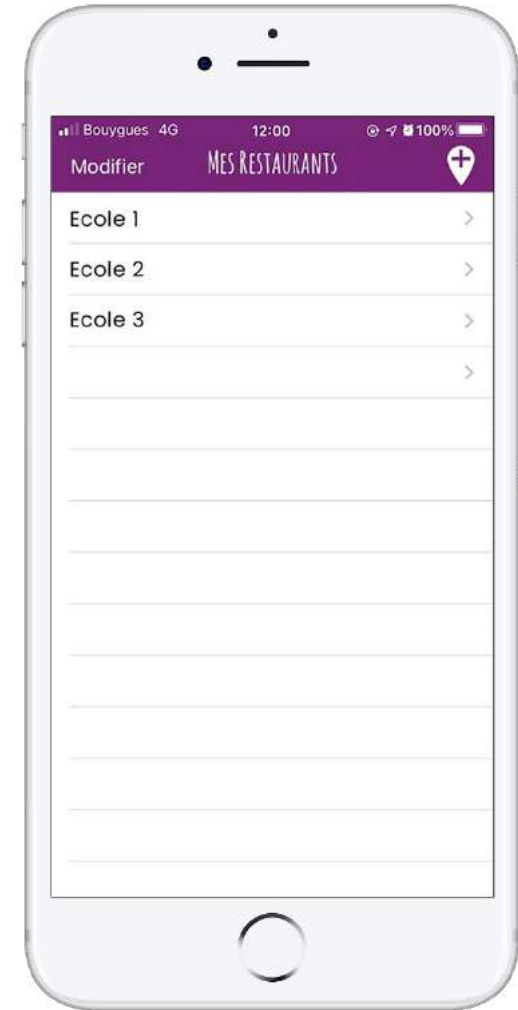 Bouygues 4G 12:00 100%
Modifier MES RESTAURANTS
Ecole 1
Ecole 2
Ecole 3